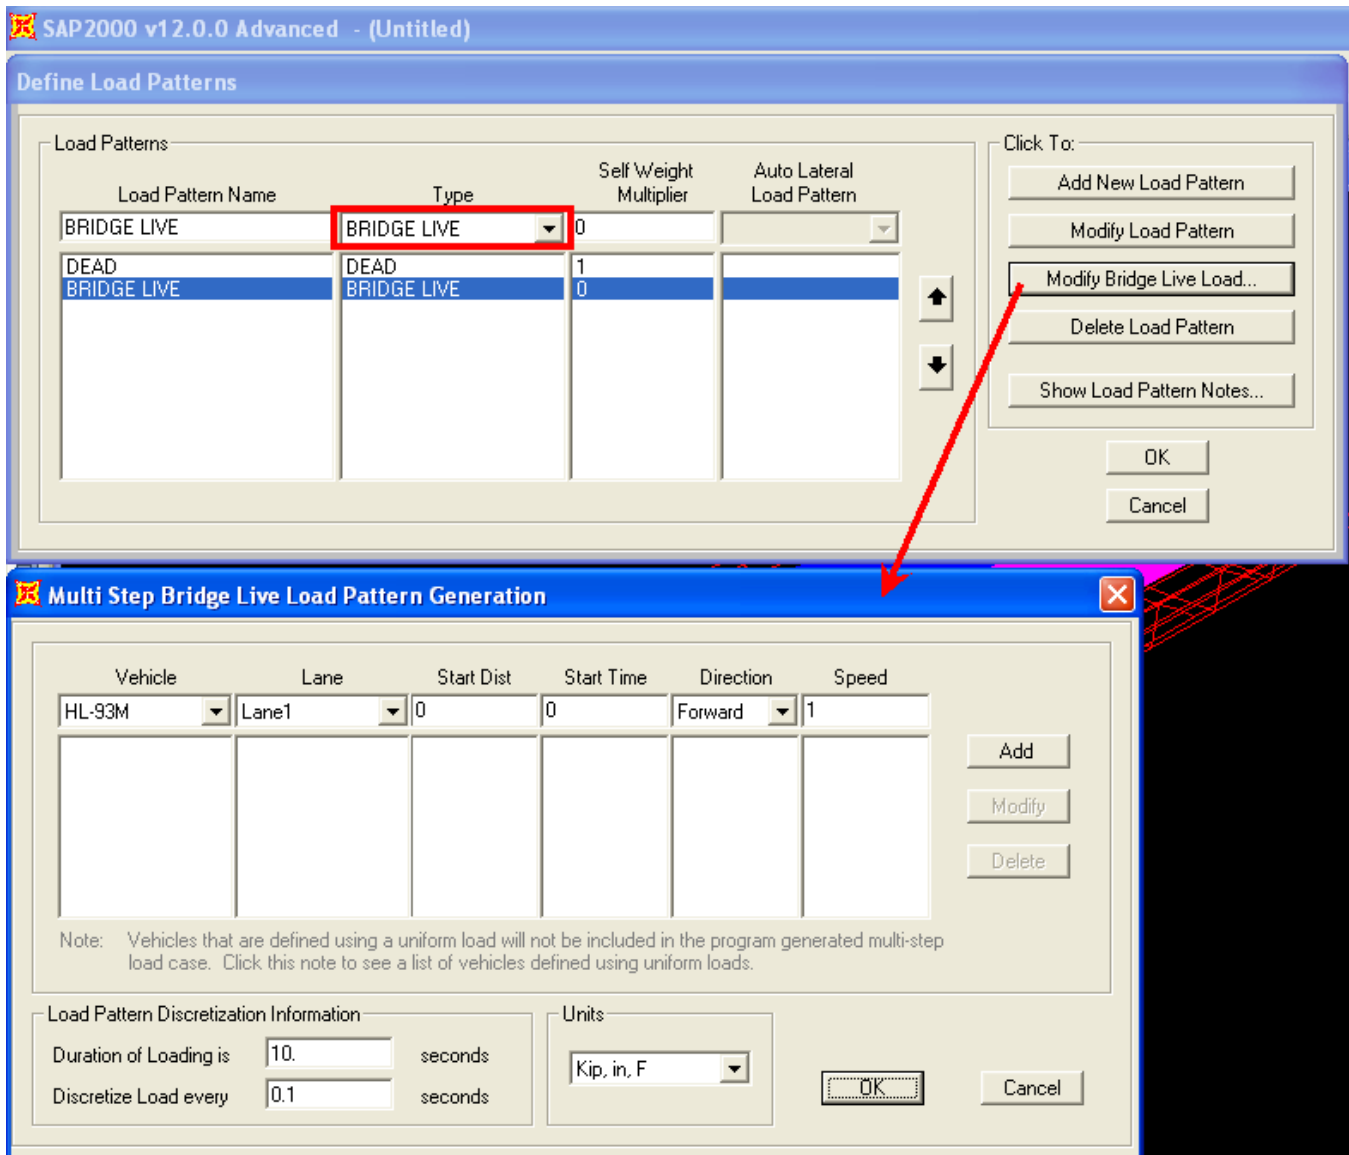 SAP2000 v12.0.0 Advanced - (Untitled)
Define Load Patterns
Load Patterns
Load Pattern Name Type Self Weight Multiplier Auto Lateral Load Pattern
BRIDGE LIVE BRIDGE LIVE 0
DEAD DEAD 1
BRIDGE LIVE BRIDGE LIVE 0
Click To:
Add New Load Pattern
Modify Load Pattern
Modify Bridge Live Load...
Delete Load Pattern
Show Load Pattern Notes...
OK
Cancel
Multi Step Bridge Live Load Pattern Generation
Vehicle Lane Start Dist Start Time Direction Speed
HL-93M Lane1 0 0 Forward 1
Add
Modify
Delete
Note: Vehicles that are defined using a uniform load will not be included in the program generated multi-step
load case. Click this note to see a list of vehicles defined using uniform loads.
Load Pattern Discretization Information
Duration of Loading is 10. seconds
Discretize Load every 0.1 seconds
Units
Kip, in, F
OK
Cancel